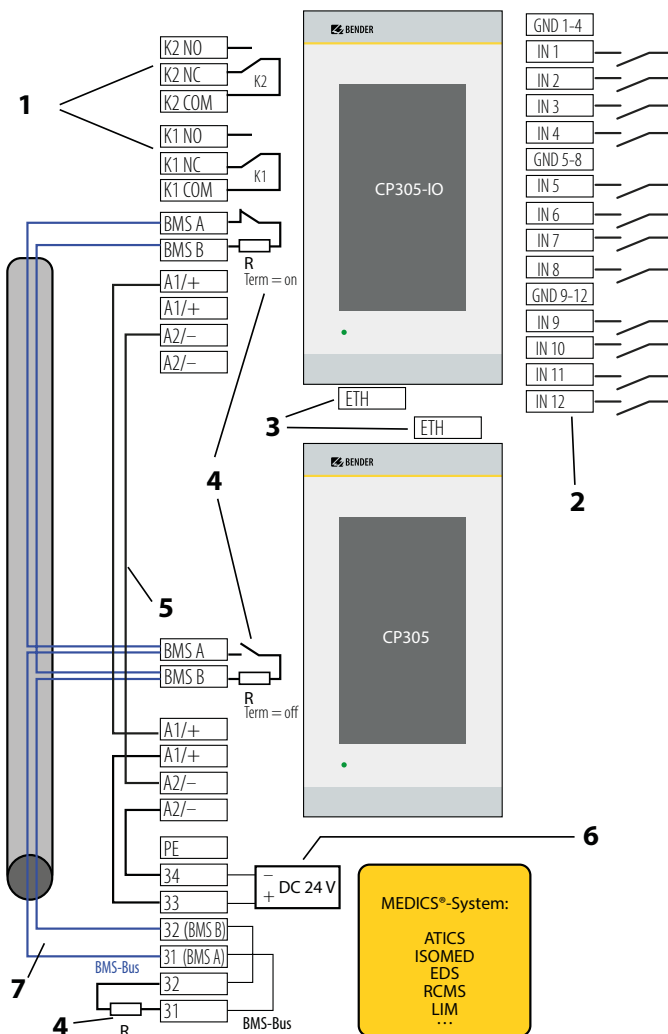 K2 NO
K2 NC
K2 COM
K2
K1 NO
K1 NC
K1 COM
K1
1
BMS A
BMS B
R
Term = on
A1/+
A1/+
A2/–
A2/–
BENDER
CP305-IO
GND 1-4
IN 1
IN 2
IN 3
IN 4
GND 5-8
IN 5
IN 6
IN 7
IN 8
GND 9-12
IN 9
IN 10
IN 11
IN 12
2
ETH
3
ETH
4
5
BENDER
CP305
BMS A
BMS B
R
Term = off
A1/+
A1/+
A2/–
A2/–
PE
34
33
– 
+
DC 24 V
6
32 (BMS B)
31 (BMS A)
32
31
BMS-Bus
7
4
R
BMS-Bus
MEDICS®-System:
ATICS
ISOMED
EDS
RCMS
LIM
...